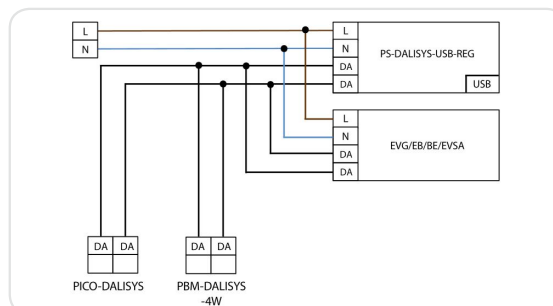 L
N
L
N
DA
DA
PS-DALISYS-USB-REG
USB
L
N
DA
DA
EVG/EB/BE/EVSA
DA DA
PICO-DALISYS
DA DA
PBM-DALISYS
-4W